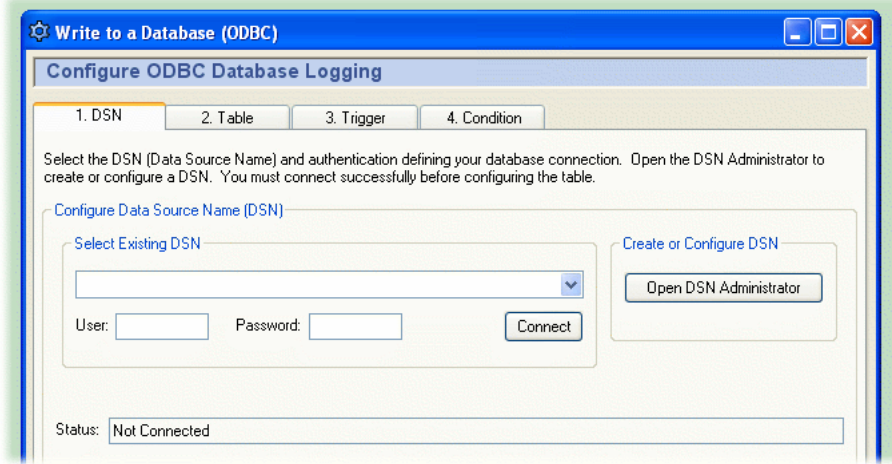 Write to a Database (ODBC)
Configure ODBC Database Logging
1. DSN 2. Table 3. Trigger 4. Condition
Select the DSN (Data Source Name) and authentication defining your database connection. Open the DSN Administrator to
create or configure a DSN. You must connect successfully before configuring the table.
Configure Data Source Name (DSN)
Select Existing DSN
Create or Configure DSN
Open DSN Administrator
User: Password: Connect
Status: Not Connected